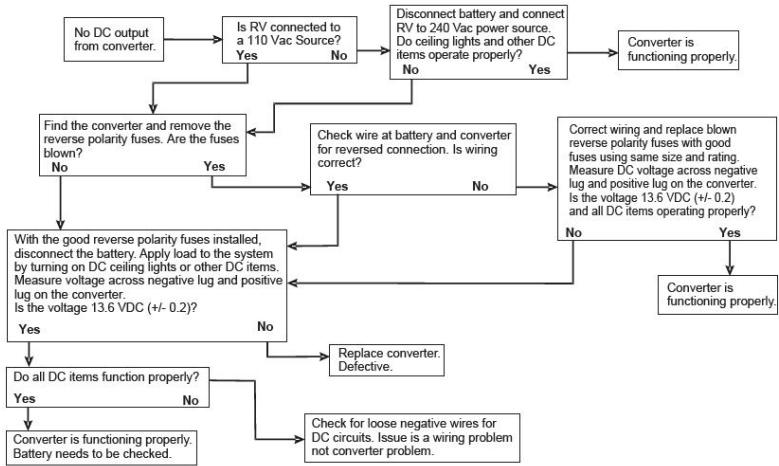 No DC output
from converter.
Is RV connected to
a 110 Vac Source?
Yes No
Disconnect battery and connect
RV to 240 Vac power source.
Do ceiling lights and other DC
items operate properly?
No Yes
Converter is
functioning properly.
Find the converter and remove the
reverse polarity fuses. Are the fuses
blown?
No Yes
Check wire at battery and converter
for reversed connection. Is wiring
correct?
Yes No
Correct wiring and replace blown
reverse polarity fuses with good
fuses using same size and rating.
Measure DC voltage across negative
lug and positive lug on the converter.
Is the voltage 13.6 VDC (+/- 0.2)
and all DC items operating properly?
No Yes
Converter is
functioning properly.
With the good reverse polarity fuses installed,
disconnect the battery. Apply load to the system
by turning on DC ceiling lights or other DC items.
Measure voltage across negative lug and positive
lug on the converter.
Is the voltage 13.6 VDC (+/- 0.2)?
Yes No
Replace converter.
Defective.
Do all DC items function properly?
Yes No
Converter is functioning properly.
Battery needs to be checked.
Check for loose negative wires for
DC circuits. Issue is a wiring problem
not converter problem.